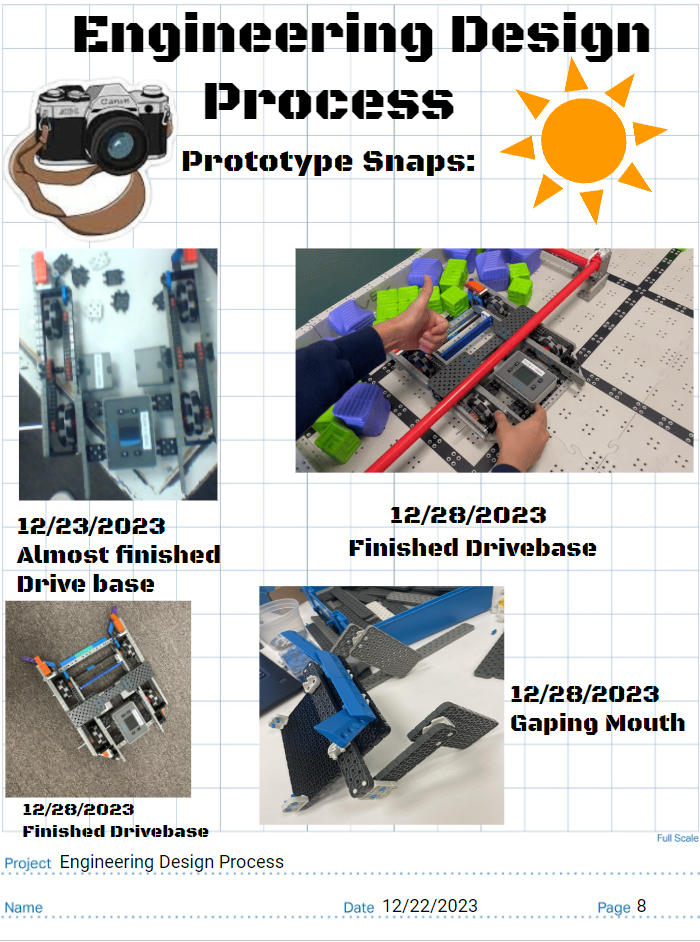 Engineering Design
Process
Canon
Prototype Snaps:
12/23/2023
Almost finished
Drive base
12/28/2023
Finished Drivebase
12/28/2023
Gaping Mouth
12/28/2023
Finished Drivebase
Full Scale
Project Engineering Design Process
Name Date 12/22/2023 Page 8